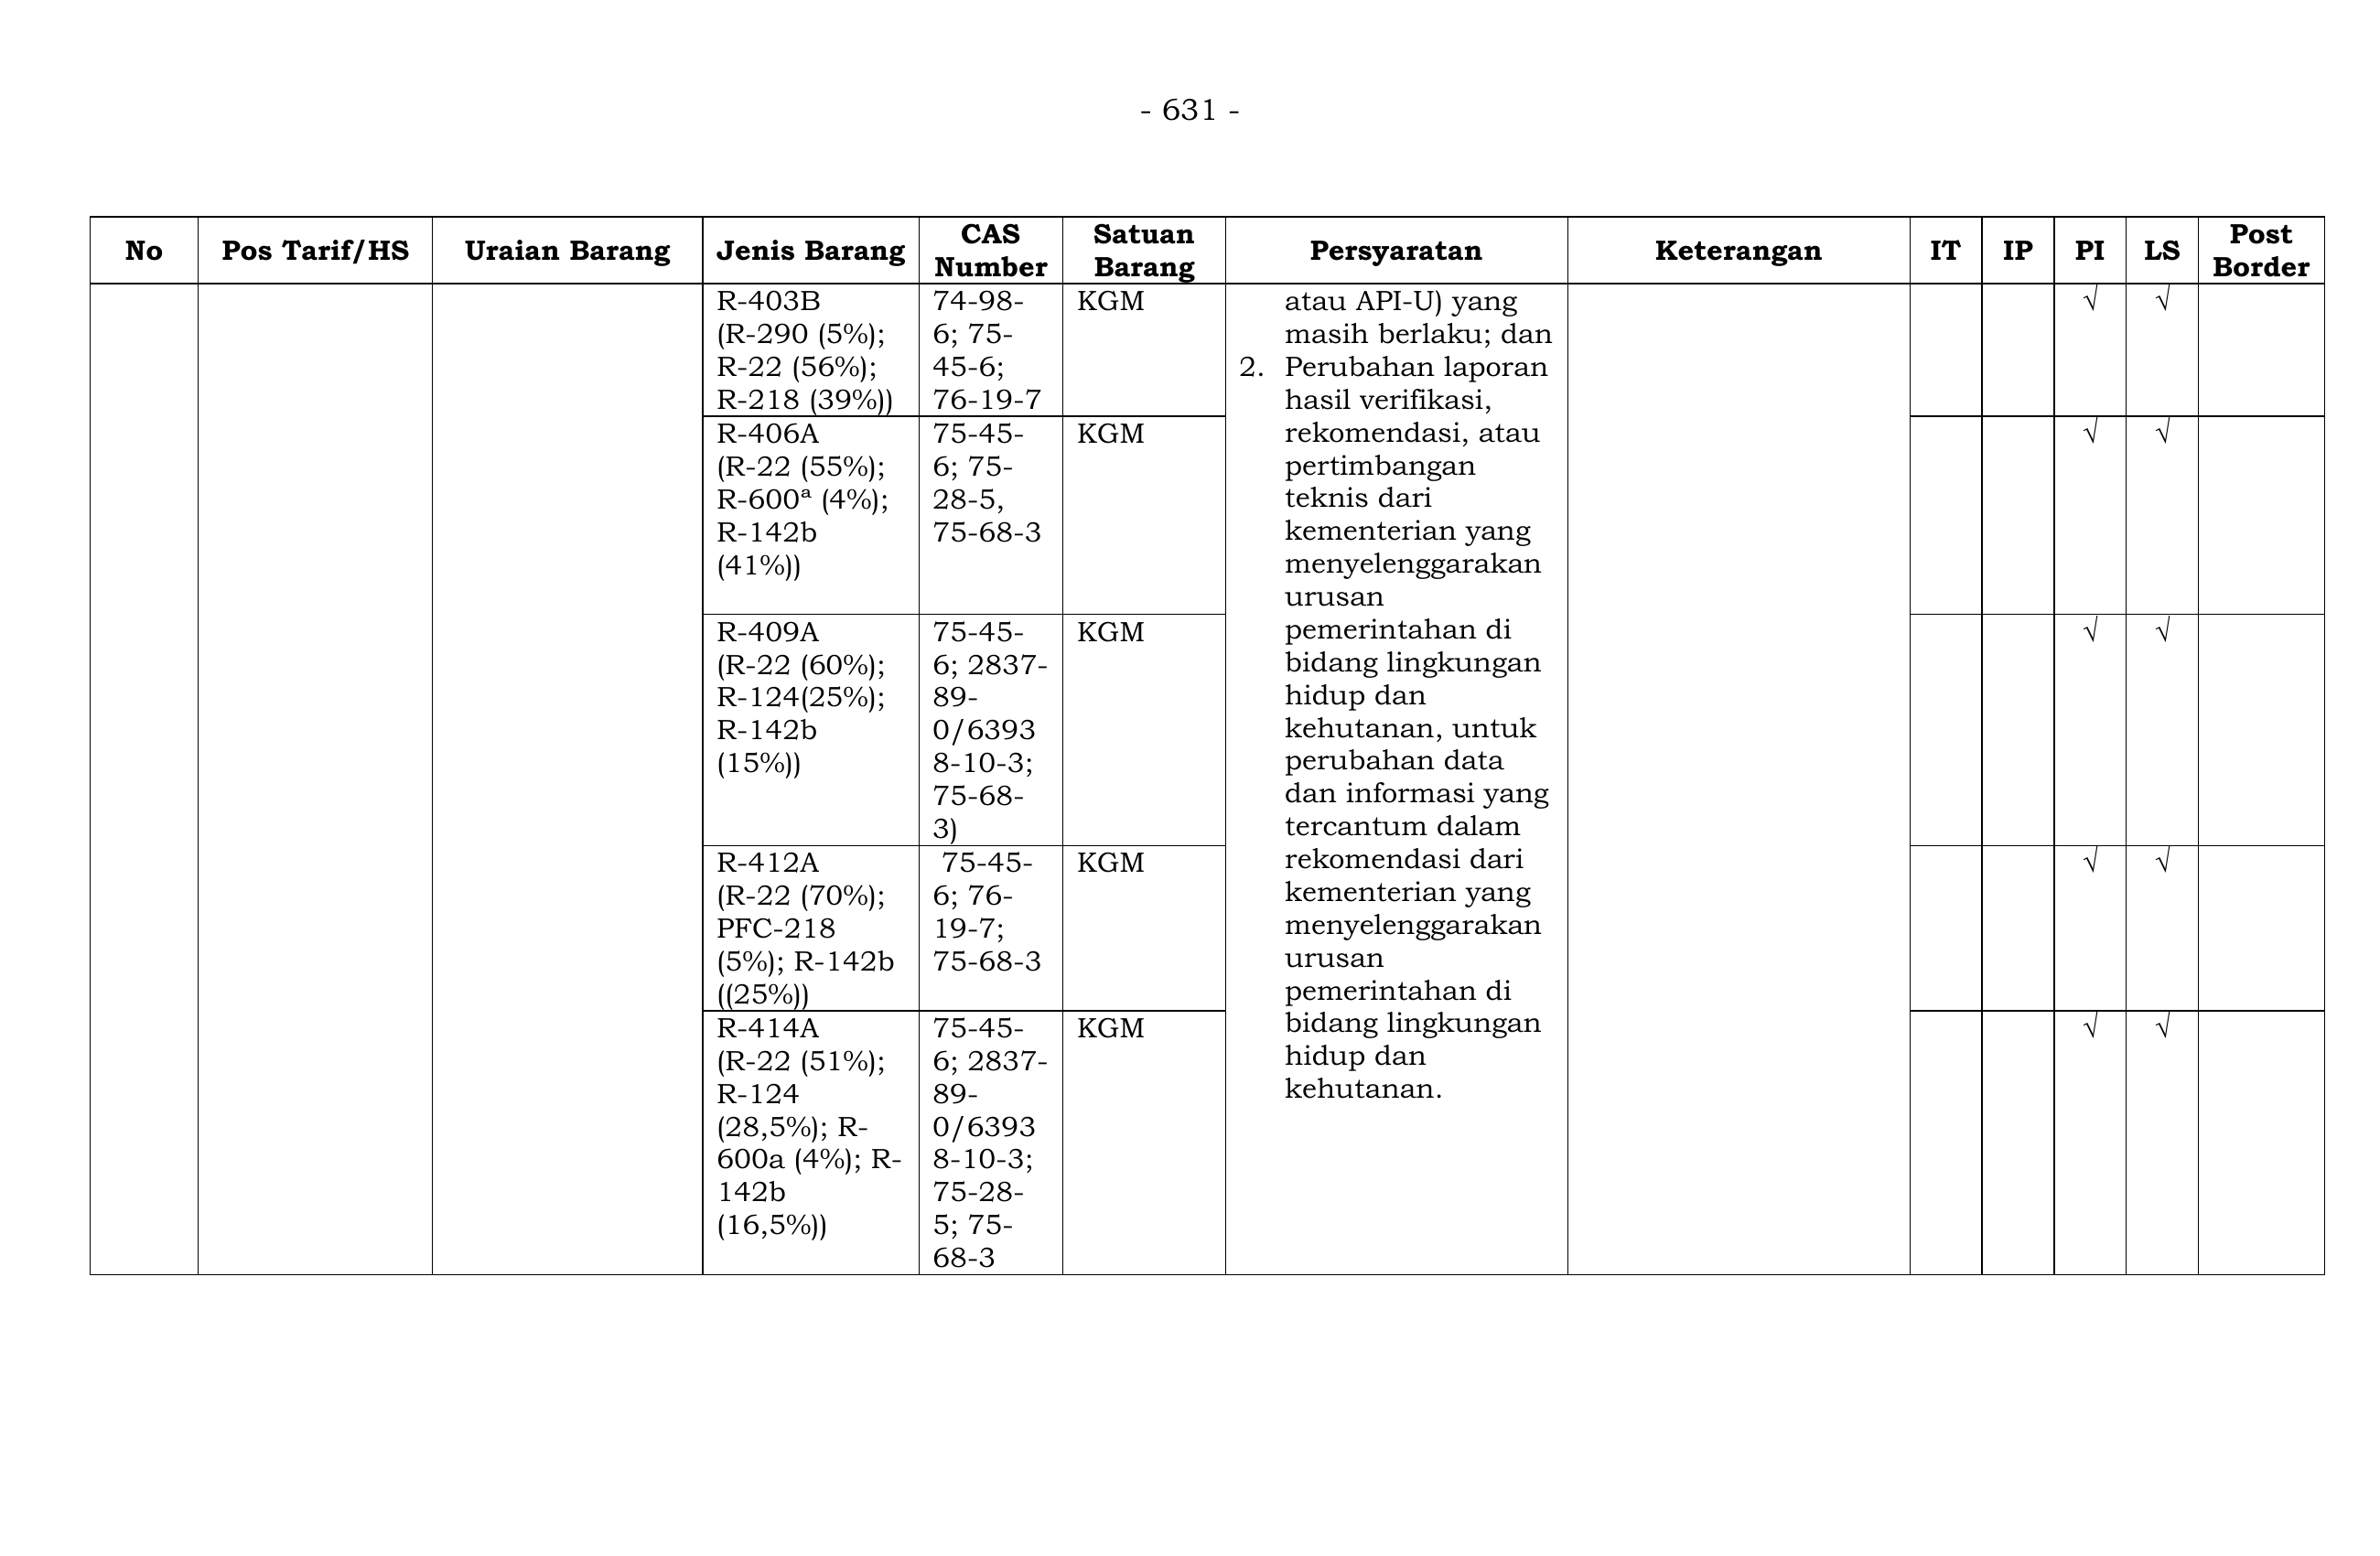 - 631 -
No
Pos Tarif/HS
Uraian Barang
Jenis Barang
CAS
Number
Satuan
Barang
Persyaratan
Keterangan
IT
IP
PI
LS
Post
Border
R-403B
(R-290 (5%);
R-22 (56%);
R-218 (39%))
74-98-
6; 75-
45-6;
76-19-7
KGM
atau API-U) yang
masih berlaku; dan
2. Perubahan laporan
hasil verifikasi,
rekomendasi, atau
pertimbangan
teknis dari
kementerian yang
menyelenggarakan
urusan
pemerintahan di
bidang lingkungan
hidup dan
kehutanan, untuk
perubahan data
dan informasi yang
tercantum dalam
rekomendasi dari
kementerian yang
menyelenggarakan
urusan
pemerintahan di
bidang lingkungan
hidup dan
kehutanan.
√
√
R-406A
(R-22 (55%);
R-600ª (4%);
R-142b
(41%))
75-45-
6; 75-
28-5,
75-68-3
KGM
√
√
R-409A
(R-22 (60%);
R-124(25%);
R-142b
(15%))
75-45-
6; 2837-
89-
0/6393
8-10-3;
75-68-
3)
KGM
√
√
R-412A
(R-22 (70%);
PFC-218
(5%); R-142b
((25%))
75-45-
6; 76-
19-7;
75-68-3
KGM
√
√
R-414A
(R-22 (51%);
R-124
(28,5%); R-
600a (4%); R-
142b
(16,5%))
75-45-
6; 2837-
89-
0/6393
8-10-3;
75-28-
5; 75-
68-3
KGM
√
√